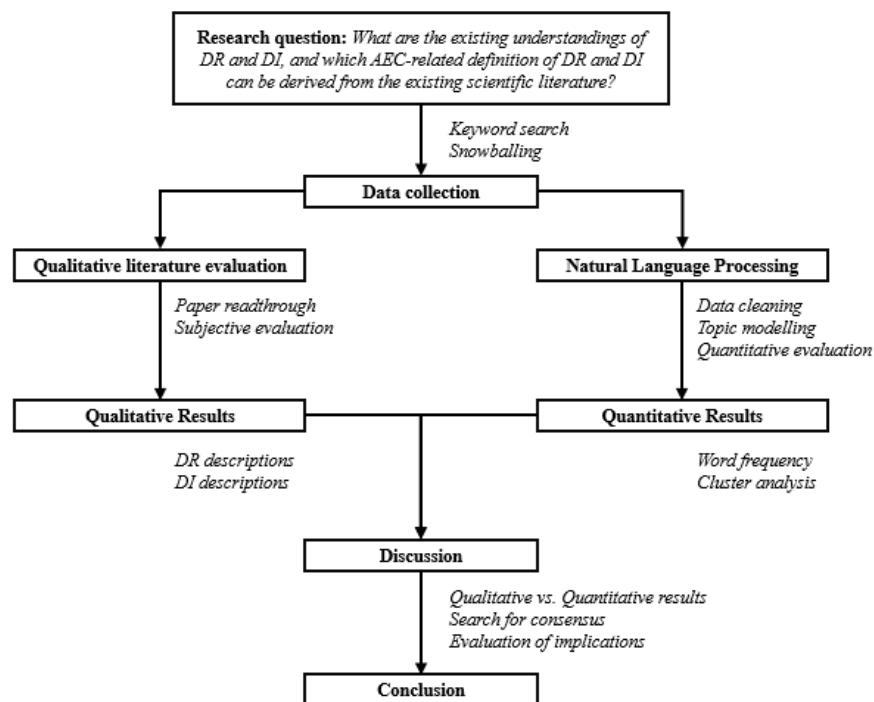 Research question: What are the existing understandings of
DR and DI, and which AEC-related definition of DR and DI
can be derived from the existing scientific literature?
Keyword search
Snowballing
Data collection
Qualitative literature evaluation
Natural Language Processing
Paper readthrough
Subjective evaluation
Data cleaning
Topic modelling
Quantitative evaluation
Qualitative Results
Quantitative Results
DR descriptions
DI descriptions
Word frequency
Cluster analysis
Discussion
Qualitative vs. Quantitative results
Search for consensus
Evaluation of implications
Conclusion